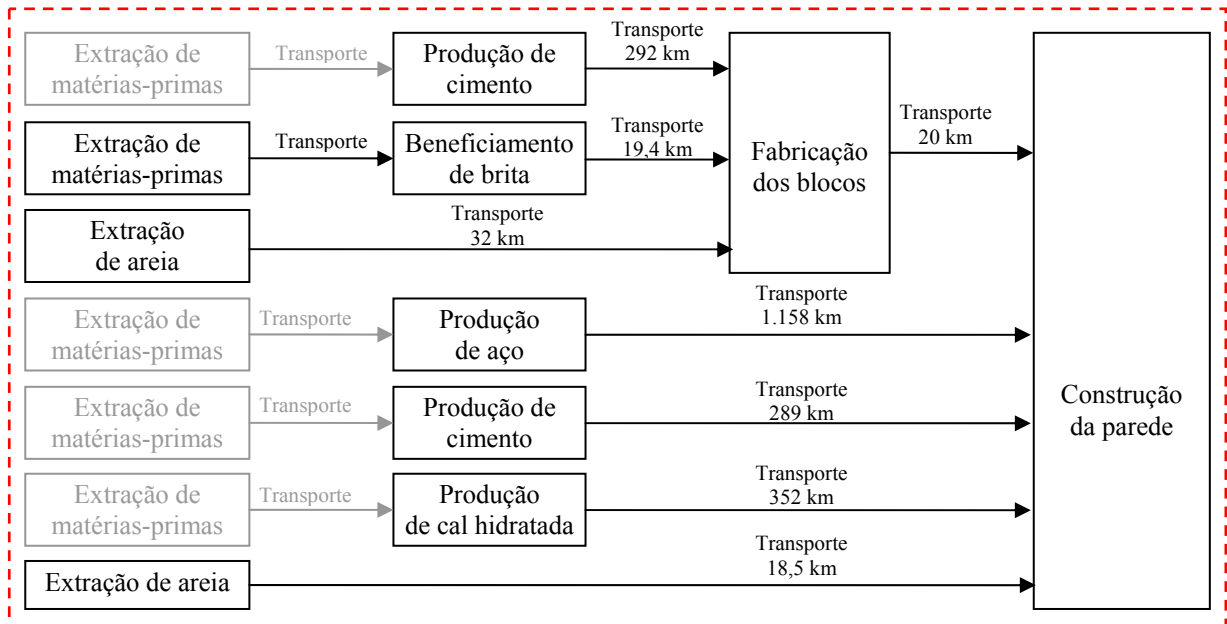 Extração de
matérias-primas
Transporte
Produção de
cimento
Transporte
292 km
Extração de
matérias-primas
Transporte
Beneficiamento
de brita
Transporte
19,4 km
Extração
de areia
Transporte
32 km
Fabricação
dos blocos
Transporte
20 km
Extração de
matérias-primas
Transporte
Produção
de aço
Transporte
1.158 km
Extração de
matérias-primas
Transporte
Produção de
cimento
Transporte
289 km
Extração de
matérias-primas
Transporte
Produção
de cal hidratada
Transporte
352 km
Extração de areia
Transporte
18,5 km
Construção
da parede